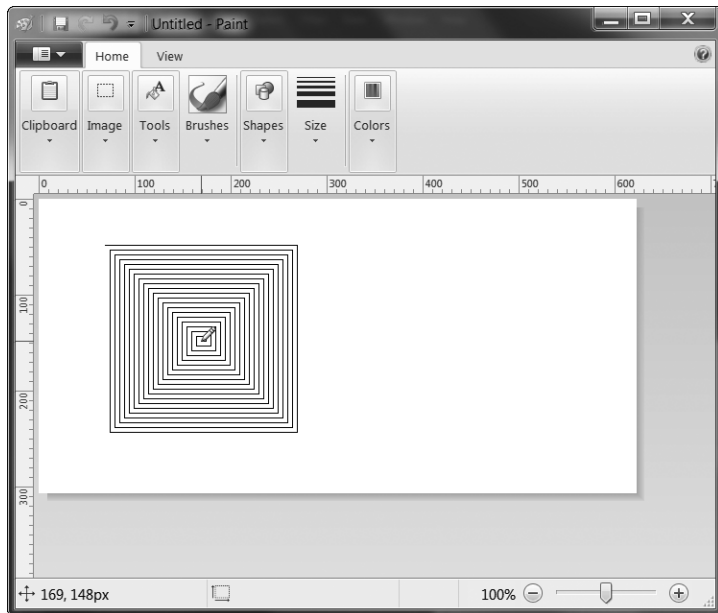 Untitled - Paint
Home View
Clipboard Image Tools Brushes Shapes Size Colors
0 100 200 300 400 500 600
0
100
200
300
169, 148px 100%